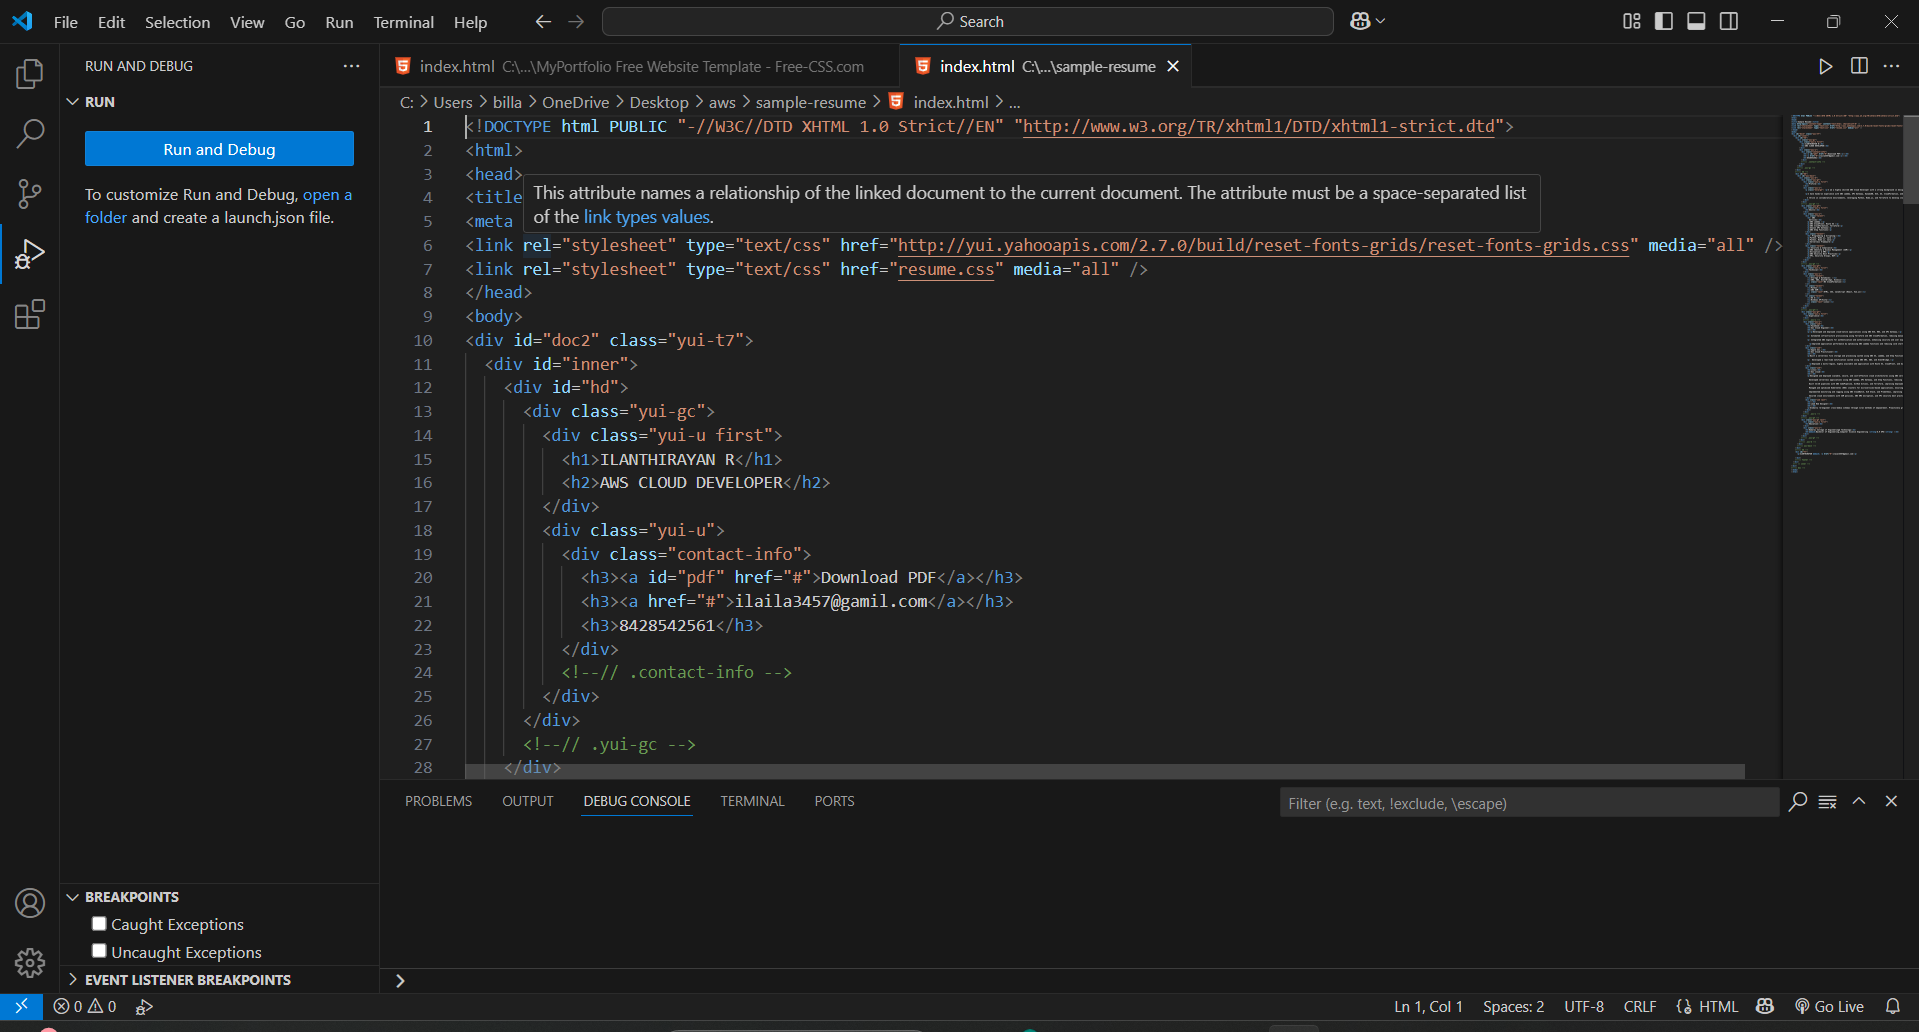 File Edit Selection View Go Run Terminal Help
Search
RUN AND DEBUG
RUN
Run and Debug
To customize Run and Debug, open a
folder and create a launch.json file.
index.html C:\...\MyPortfolio Free Website Template - Free-CSS.com
index.html C:\...\sample-resume
C: > Users > billa > OneDrive > Desktop > aws > sample-resume > index.html > ...
1 <!DOCTYPE html PUBLIC "-//W3C//DTD XHTML 1.0 Strict//EN" "http://www.w3.org/TR/xhtml1/DTD/xhtml1-strict.dtd">
2 <html>
3 <head>
This attribute names a relationship of the linked document to the current document. The attribute must be a space-separated list
of the link types values.
4 <title
5 <meta
6 <link rel="stylesheet" type="text/css" href="http://yui.yahooapis.com/2.7.0/build/reset-fonts-grids/reset-fonts-grids.css" media="all" />
7 <link rel="stylesheet" type="text/css" href="resume.css" media="all" />
8 </head>
9 <body>
10 <div id="doc2" class="yui-t7">
11 <div id="inner">
12 <div id="hd">
13 <div class="yui-gc">
14 <div class="yui-u first">
15 <h1>ILANTHIRAYAN R</h1>
16 <h2>AWS CLOUD DEVELOPER</h2>
17 </div>
18 <div class="yui-u">
19 <div class="contact-info">
20 <h3><a id="pdf" href="#">Download PDF</a></h3>
21 <h3><a href="#">ilaila3457@gamil.com</a></h3>
22 <h3>8428542561</h3>
23 </div>
24 <!--// .contact-info -->
25 </div>
26 </div>
27 <!--// .yui-gc -->
28 </div>
PROBLEMS OUTPUT DEBUG CONSOLE TERMINAL PORTS
Filter (e.g. text, !exclude, \escape)
BREAKPOINTS
Caught Exceptions
Uncaught Exceptions
EVENT LISTENER BREAKPOINTS
0 0
Ln 1, Col 1 Spaces: 2 UTF-8 CRLF HTML Go Live